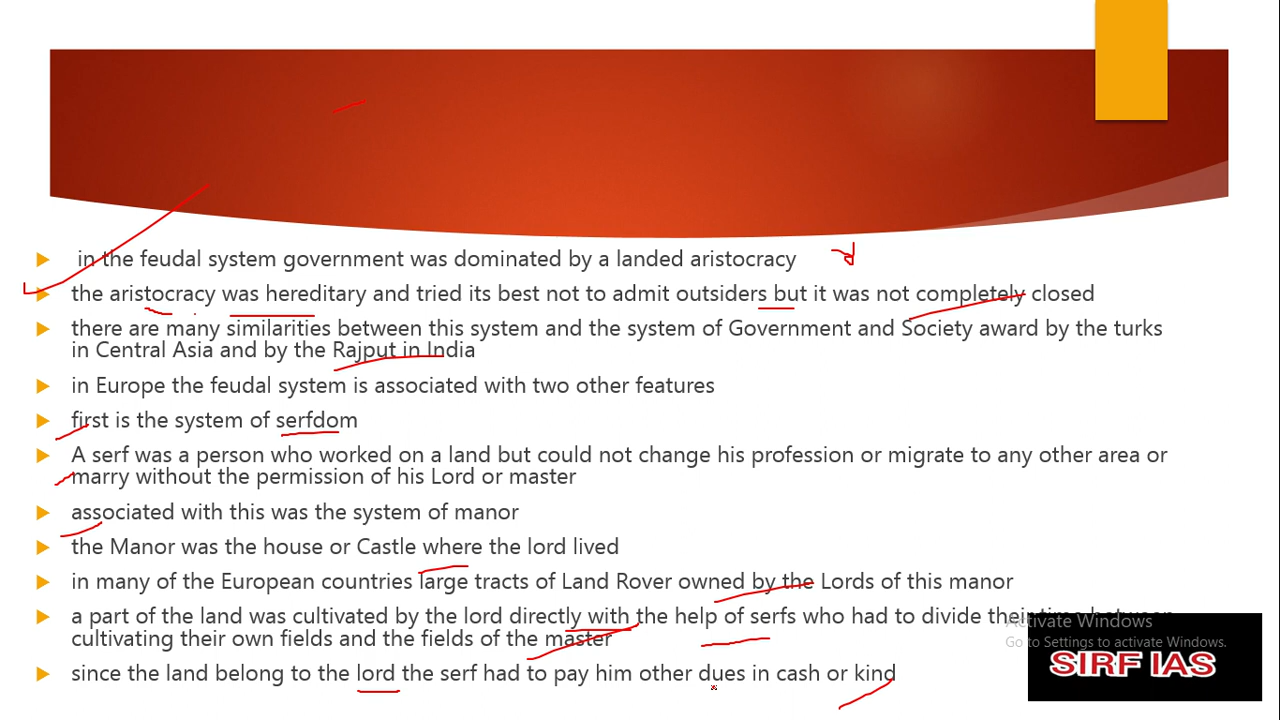 in the feudal system government was dominated by a landed aristocracy
the aristocracy was hereditary and tried its best not to admit outsiders but it was not completely closed
there are many similarities between this system and the system of Government and Society award by the turks
in Central Asia and by the Rajput in India
in Europe the feudal system is associated with two other features
first is the system of serfdom
A serf was a person who worked on a land but could not change his profession or migrate to any other area or
marry without the permission of his Lord or master
associated with this was the system of manor
the Manor was the house or Castle where the lord lived
in many of the European countries large tracts of Land Rover owned by the Lords of this manor
a part of the land was cultivated by the lord directly with the help of serfs who had to divide their time between
cultivating their own fields and the fields of the master
since the land belong to the lord the serf had to pay him other dues in cash or kind
Activate Windows
Go to Settings to activate Windows.
SIRF IAS